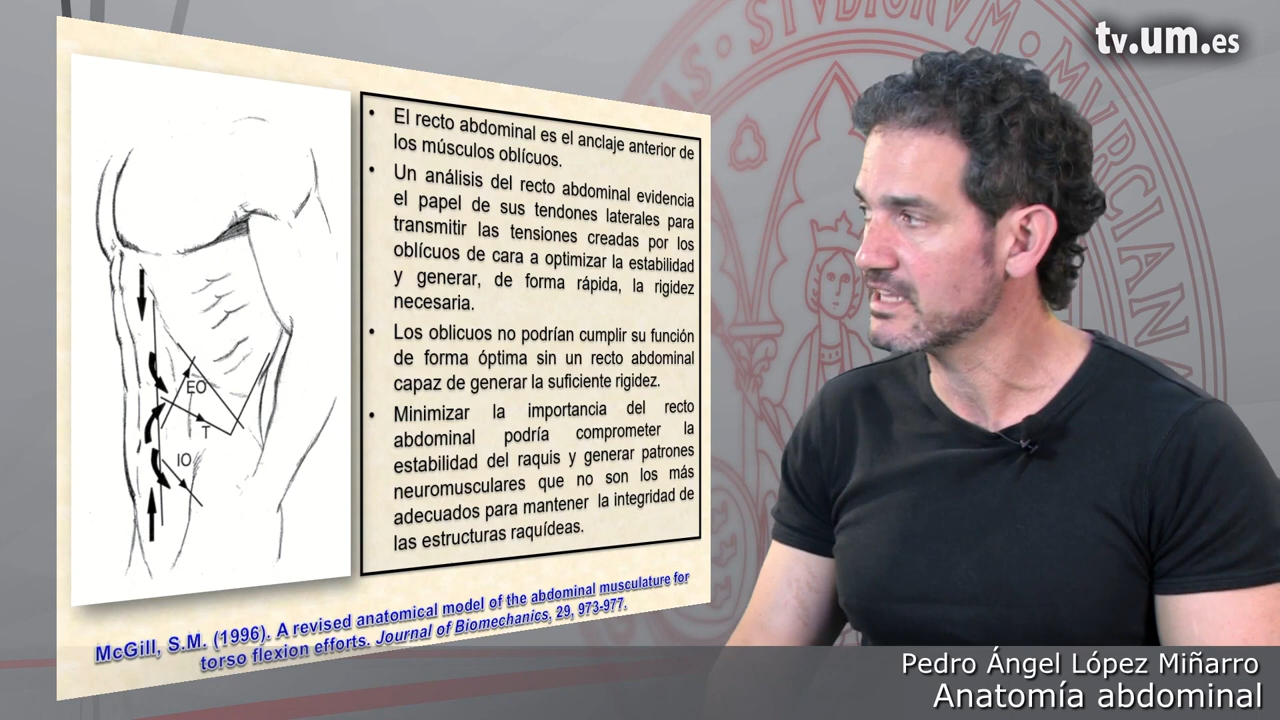 tv.um.es
STVDIORVM
MVRCIANA
• El recto abdominal es el anclaje anterior de
los músculos oblícuos.
• Un análisis del recto abdominal evidencia
el papel de sus tendones laterales para
transmitir las tensiones creadas por los
oblícuos de cara a optimizar la estabilidad
y generar, de forma rápida, la rigidez
necesaria.
• Los oblicuos no podrían cumplir su función
de forma óptima sin un recto abdominal
capaz de generar la suficiente rigidez.
• Minimizar la importancia del recto
abdominal podría comprometer la
estabilidad del raquis y generar patrones
neuromusculares que no son los más
adecuados para mantener la integridad de
las estructuras raquídeas.
EO
T
IO
McGill, S.M. (1996). A revised anatomical model of the abdominal musculature for
torso flexion efforts. Journal of Biomechanics, 29, 973-977.
Pedro Ángel López Miñarro
Anatomía abdominal